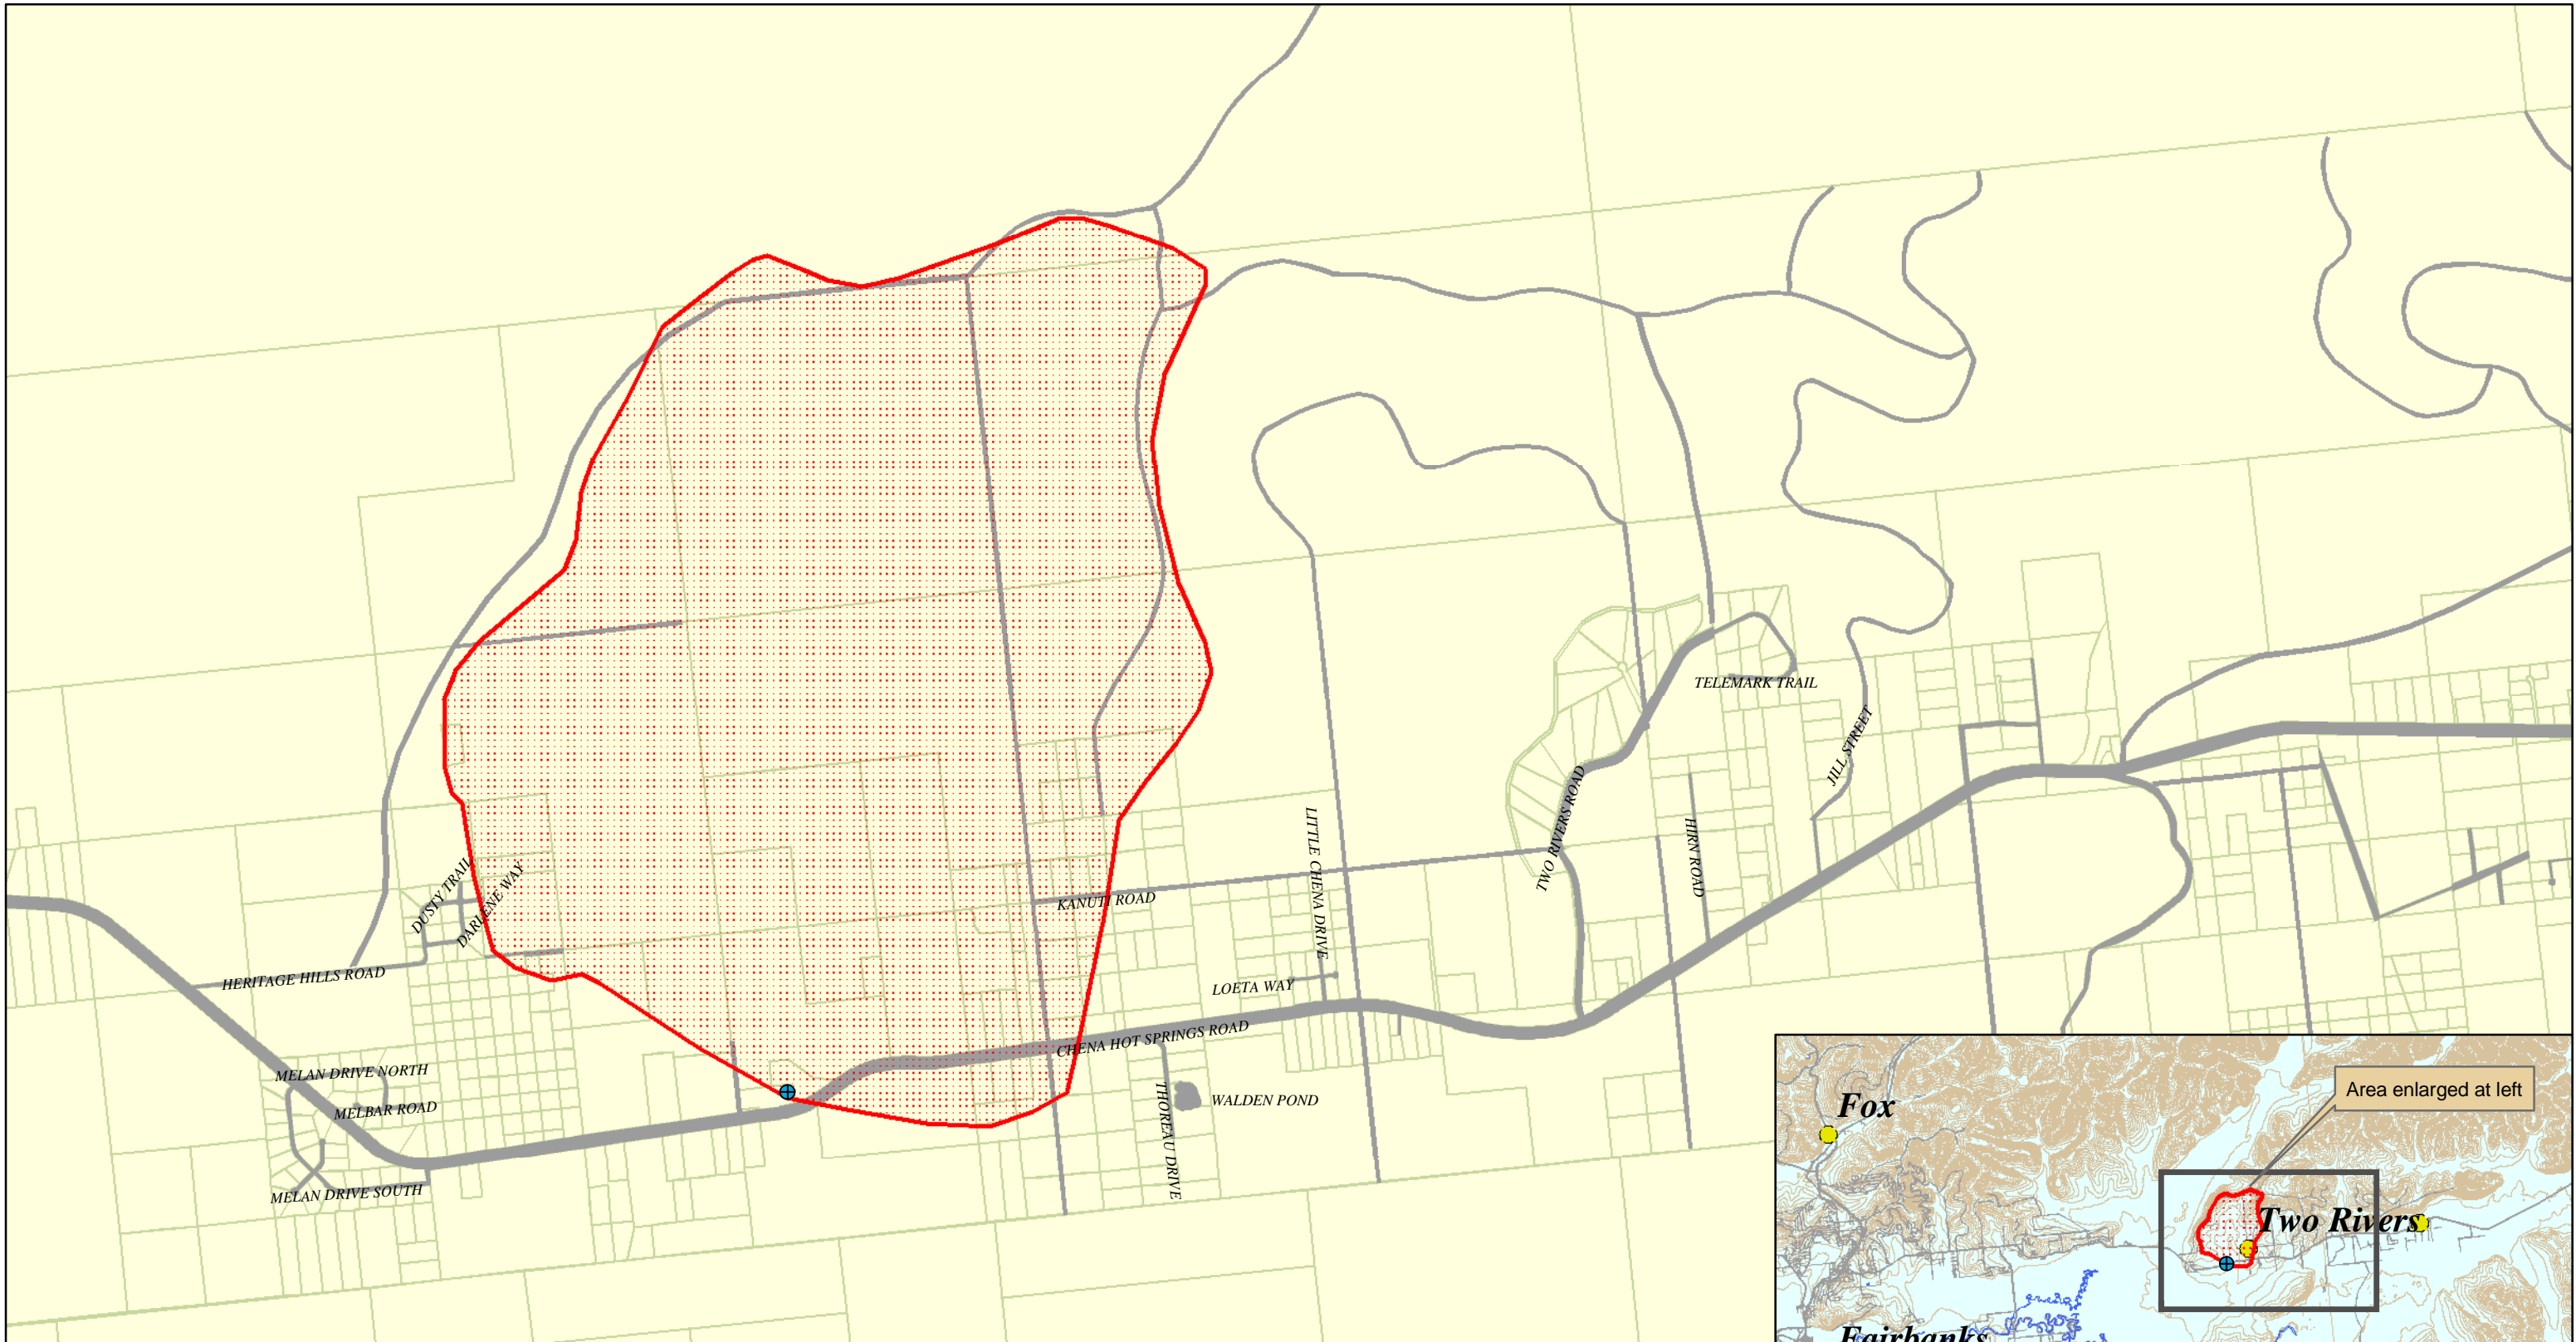 TELEMARK TRAIL
JILL STREET
TWO RIVERS ROAD
HIRN ROAD
LITTLE CHENA DRIVE
DUSTY TRAIL
DARLENE WAY
KANUTI ROAD
HERITAGE HILLS ROAD
LOETA WAY
CHENA HOT SPRINGS ROAD
MELAN DRIVE NORTH
MELBAR ROAD
THOREAU DRIVE
WALDEN POND
MELAN DRIVE SOUTH
Area enlarged at left
Fox
Two Rivers
Fairbanks